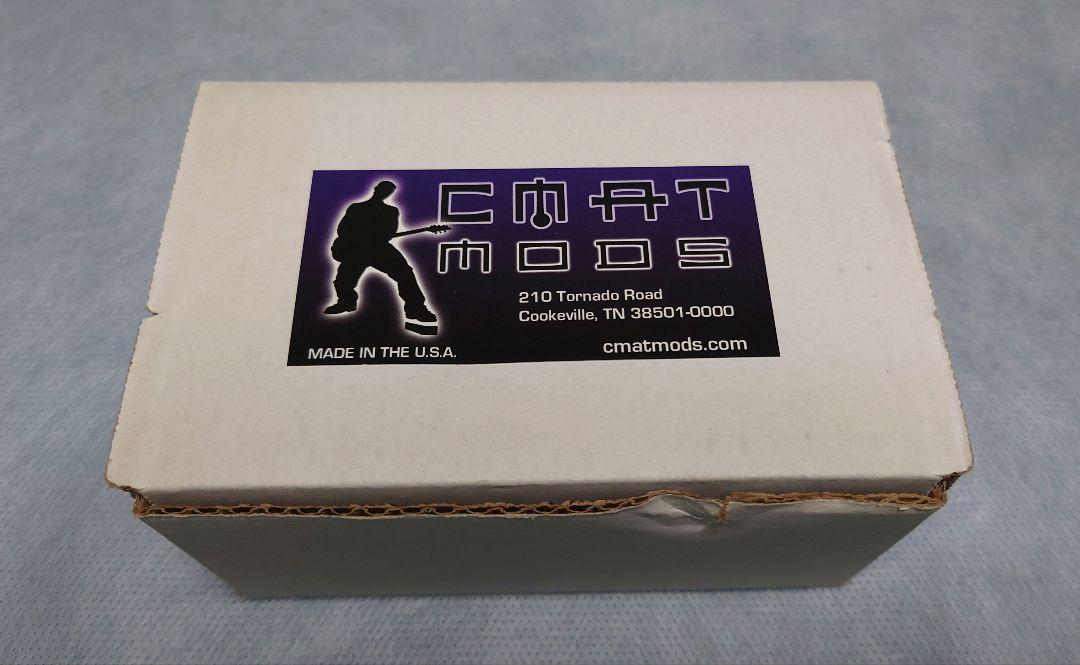 CMAT
MODS
210 Tornado Road
Cookeville, TN 38501-0000
MADE IN THE U.S.A.
cmatmods.com